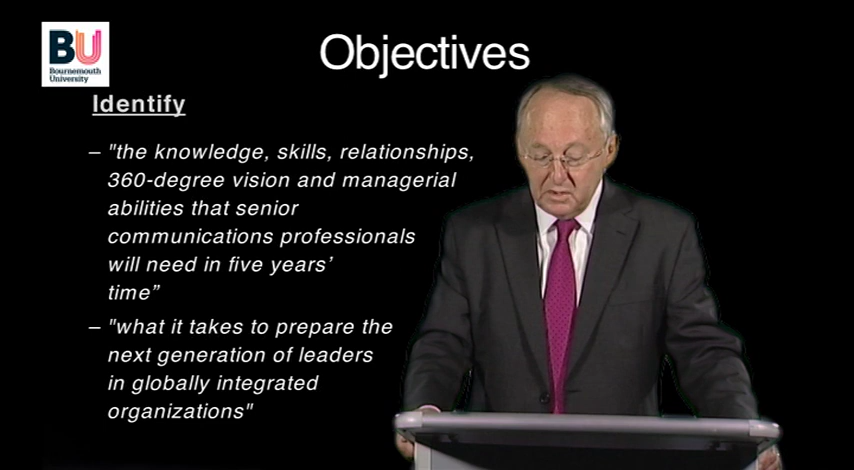 BU
Bournemouth
University
Objectives
Identify
– "the knowledge, skills, relationships,
360-degree vision and managerial
abilities that senior
communications professionals
will need in five years’
time”
– "what it takes to prepare the
next generation of leaders
in globally integrated
organizations"